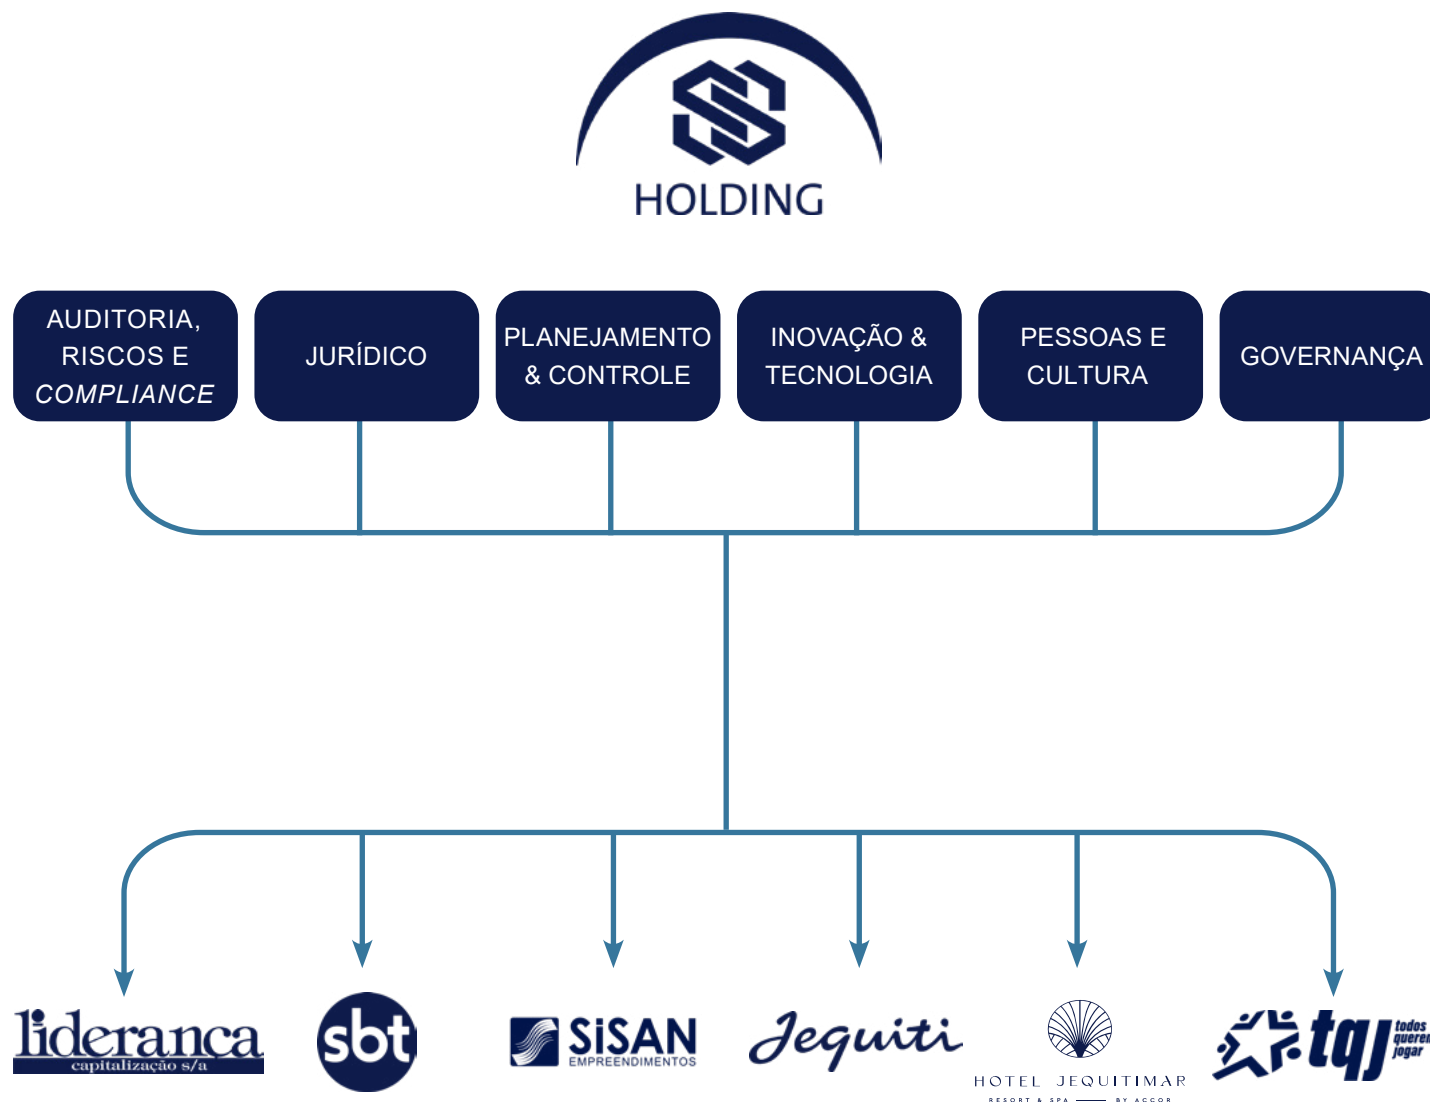 HOLDING
AUDITORIA,
RISCOS E
COMPLIANCE
JURÍDICO
PLANEJAMENTO
& CONTROLE
INOVAÇÃO &
TECNOLOGIA
PESSOAS E
CULTURA
GOVERNANÇA
liderança
capitalização s/a
sbt
SiSAN
EMPREENDIMENTOS
Jequiti
HOTEL JEQUITIMAR
RESORT & SPA BY ACCOR
tqj
todos
querem
jogar